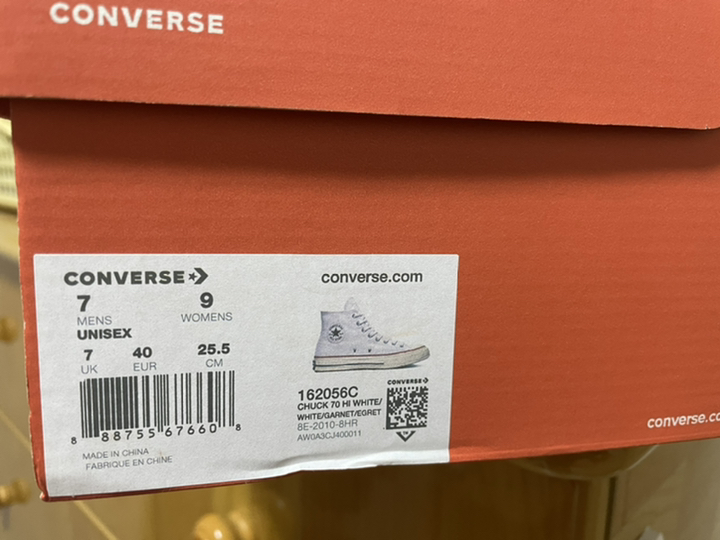 CONVERSE
CONVERSE
converse.com
7 9
MENS WOMENS
UNISEX
7 40 25.5
UK EUR CM
8 88755 67660 8
MADE IN CHINA
FABRIQUE EN CHINE
162056C
CHUCK 70 HI WHITE/
WHITE/GARNET/EGRET
8E-2010-8HR
AW0A3CJ400011
CONVERSE
converse.co